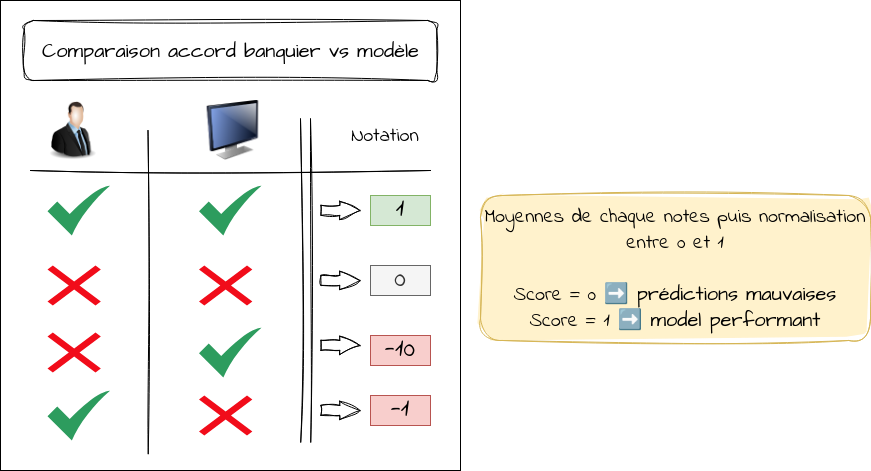 Comparaison accord banquier vs modèle
Notation
1
0
-10
-1
Moyennes de chaque notes puis normalisation
entre 0 et 1
Score = 0 ➡ prédictions mauvaises
Score = 1 ➡ model performant